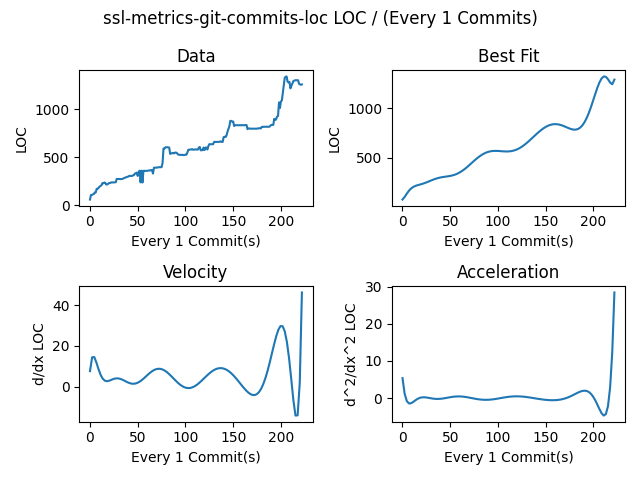 ssl-metrics-git-commits-loc LOC / (Every 1 Commits)
Data
Best Fit
LOC
1000
500
0
0 50 100 150 200
Every 1 Commit(s)
LOC
1000
500
0 50 100 150 200
Every 1 Commit(s)
Velocity
Acceleration
d/dx LOC
40
20
0
0 50 100 150 200
Every 1 Commit(s)
d^2/dx^2 LOC
30
20
10
0
0 50 100 150 200
Every 1 Commit(s)